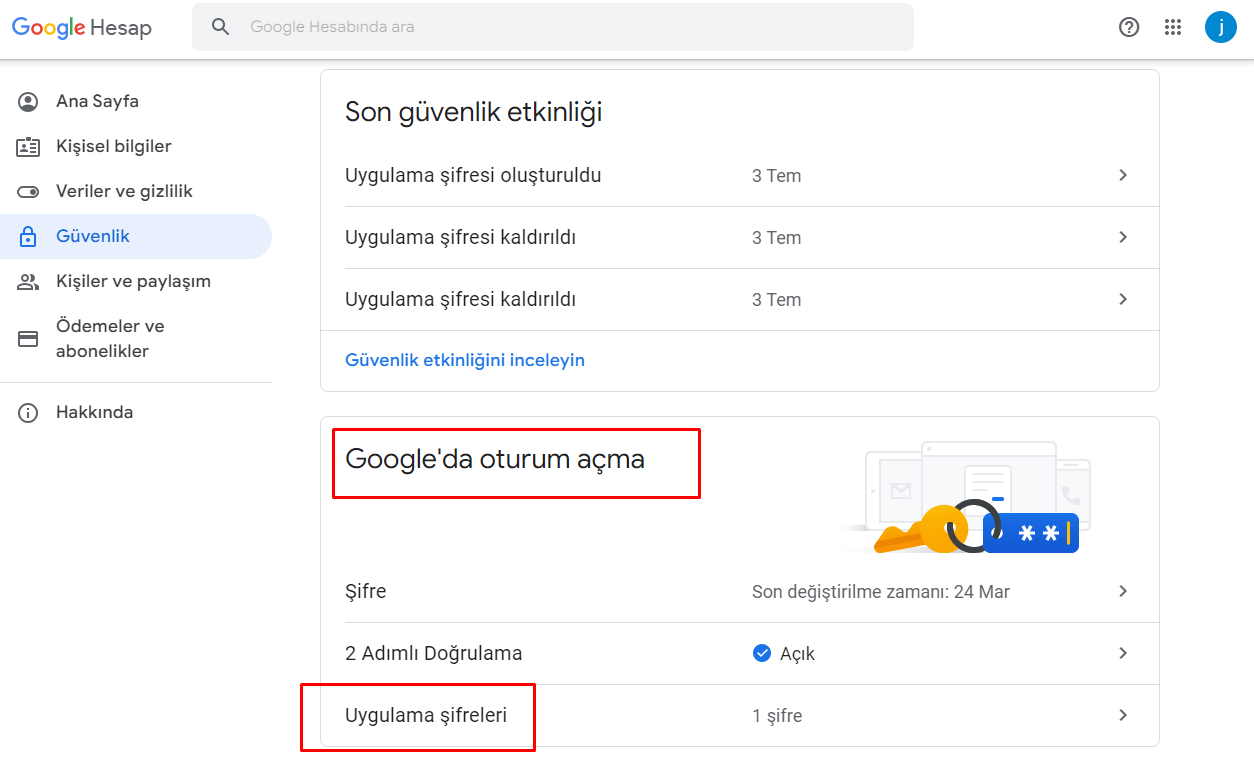 Google Hesap
Google Hesabında ara
j
Ana Sayfa
Kişisel bilgiler
Veriler ve gizlilik
Güvenlik
Kişiler ve paylaşım
Ödemeler ve
abonelikler
Hakkında
Son güvenlik etkinliği
Uygulama şifresi oluşturuldu 3 Tem
Uygulama şifresi kaldırıldı 3 Tem
Uygulama şifresi kaldırıldı 3 Tem
Güvenlik etkinliğini inceleyin
Google'da oturum açma
**|
Şifre Son değiştirilme zamanı: 24 Mar
2 Adımlı Doğrulama Açık
Uygulama şifreleri 1 şifre